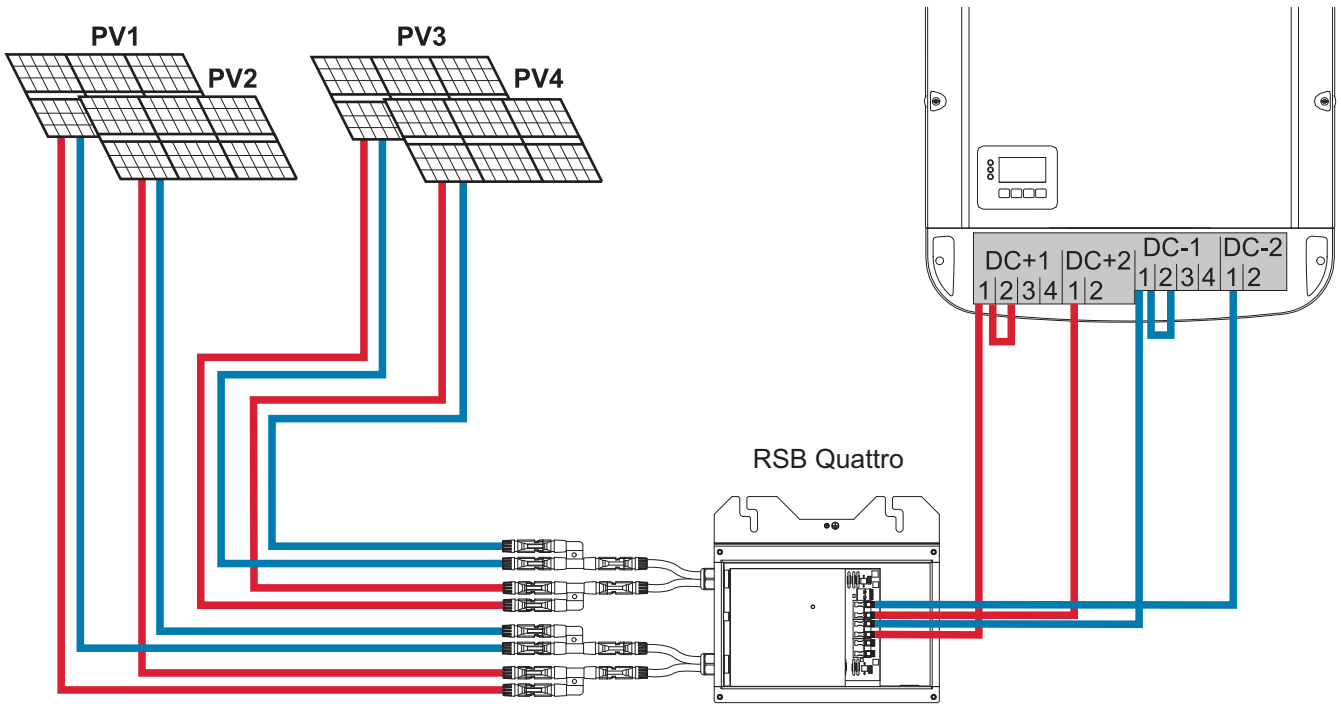 PV1
PV2
PV3
PV4
DC+1 DC+2 DC-1 DC-2
1 2 3 4 1 2 1 2 3 4 1 2
RSB Quattro